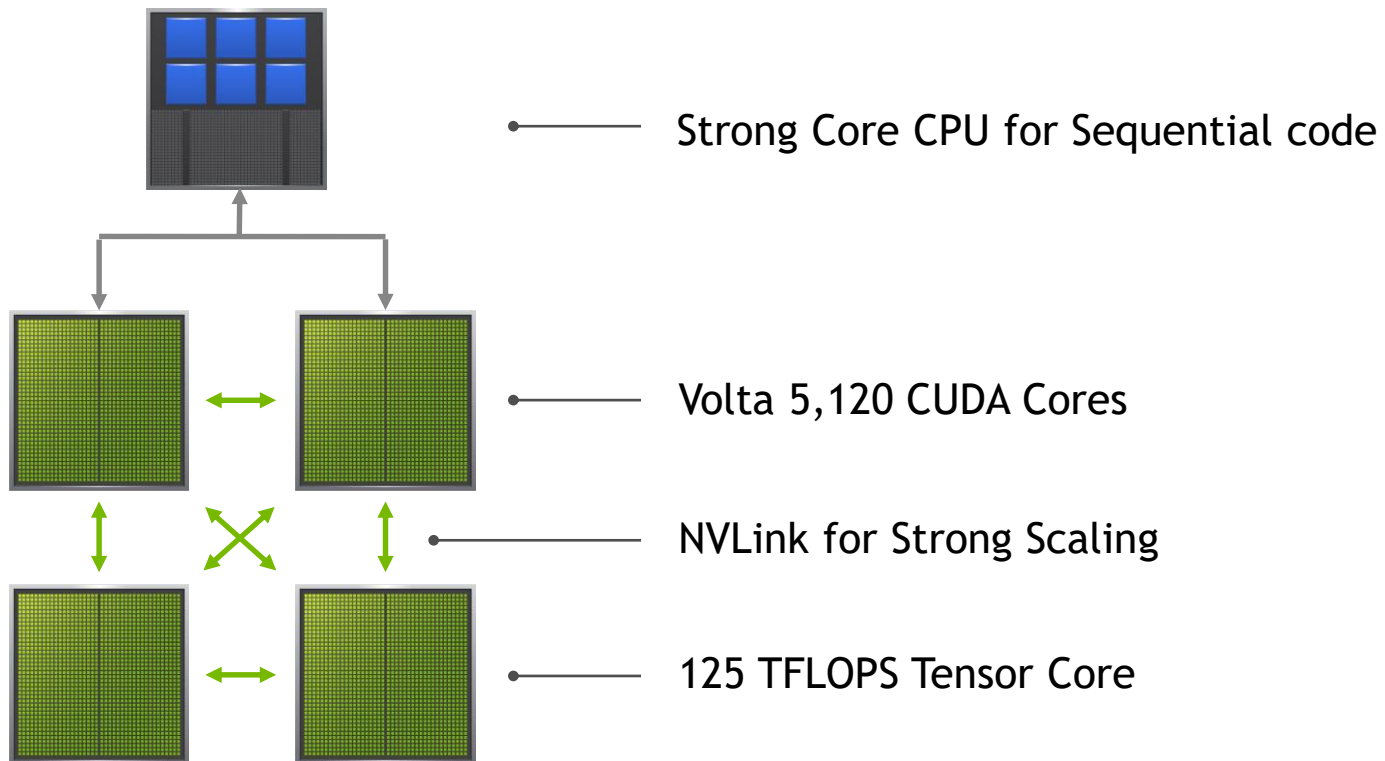 Strong Core CPU for Sequential code
Volta 5,120 CUDA Cores
NVLink for Strong Scaling
125 TFLOPS Tensor Core